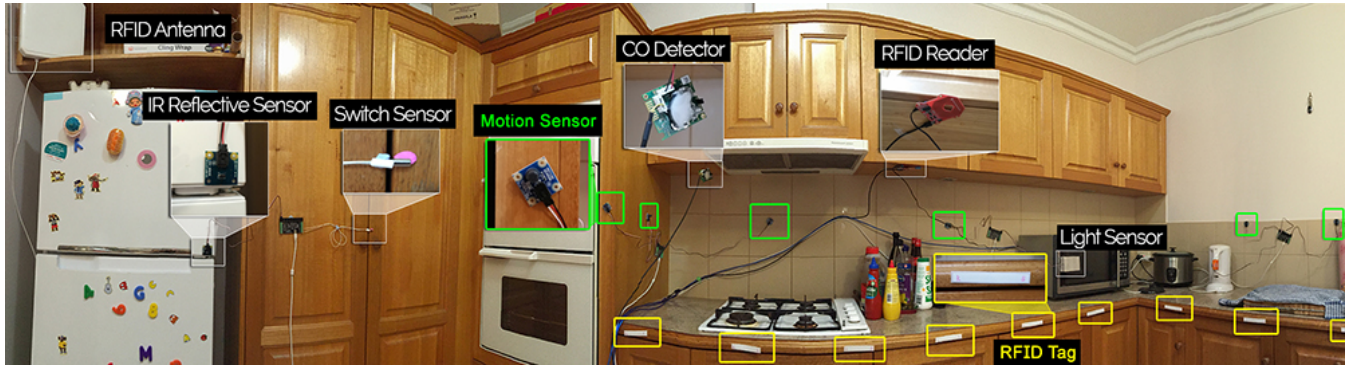 RFID Antenna
Cling Wrap
IR Reflective Sensor
Switch Sensor
Motion Sensor
CO Detector
RFID Reader
Light Sensor
RFID Tag
M